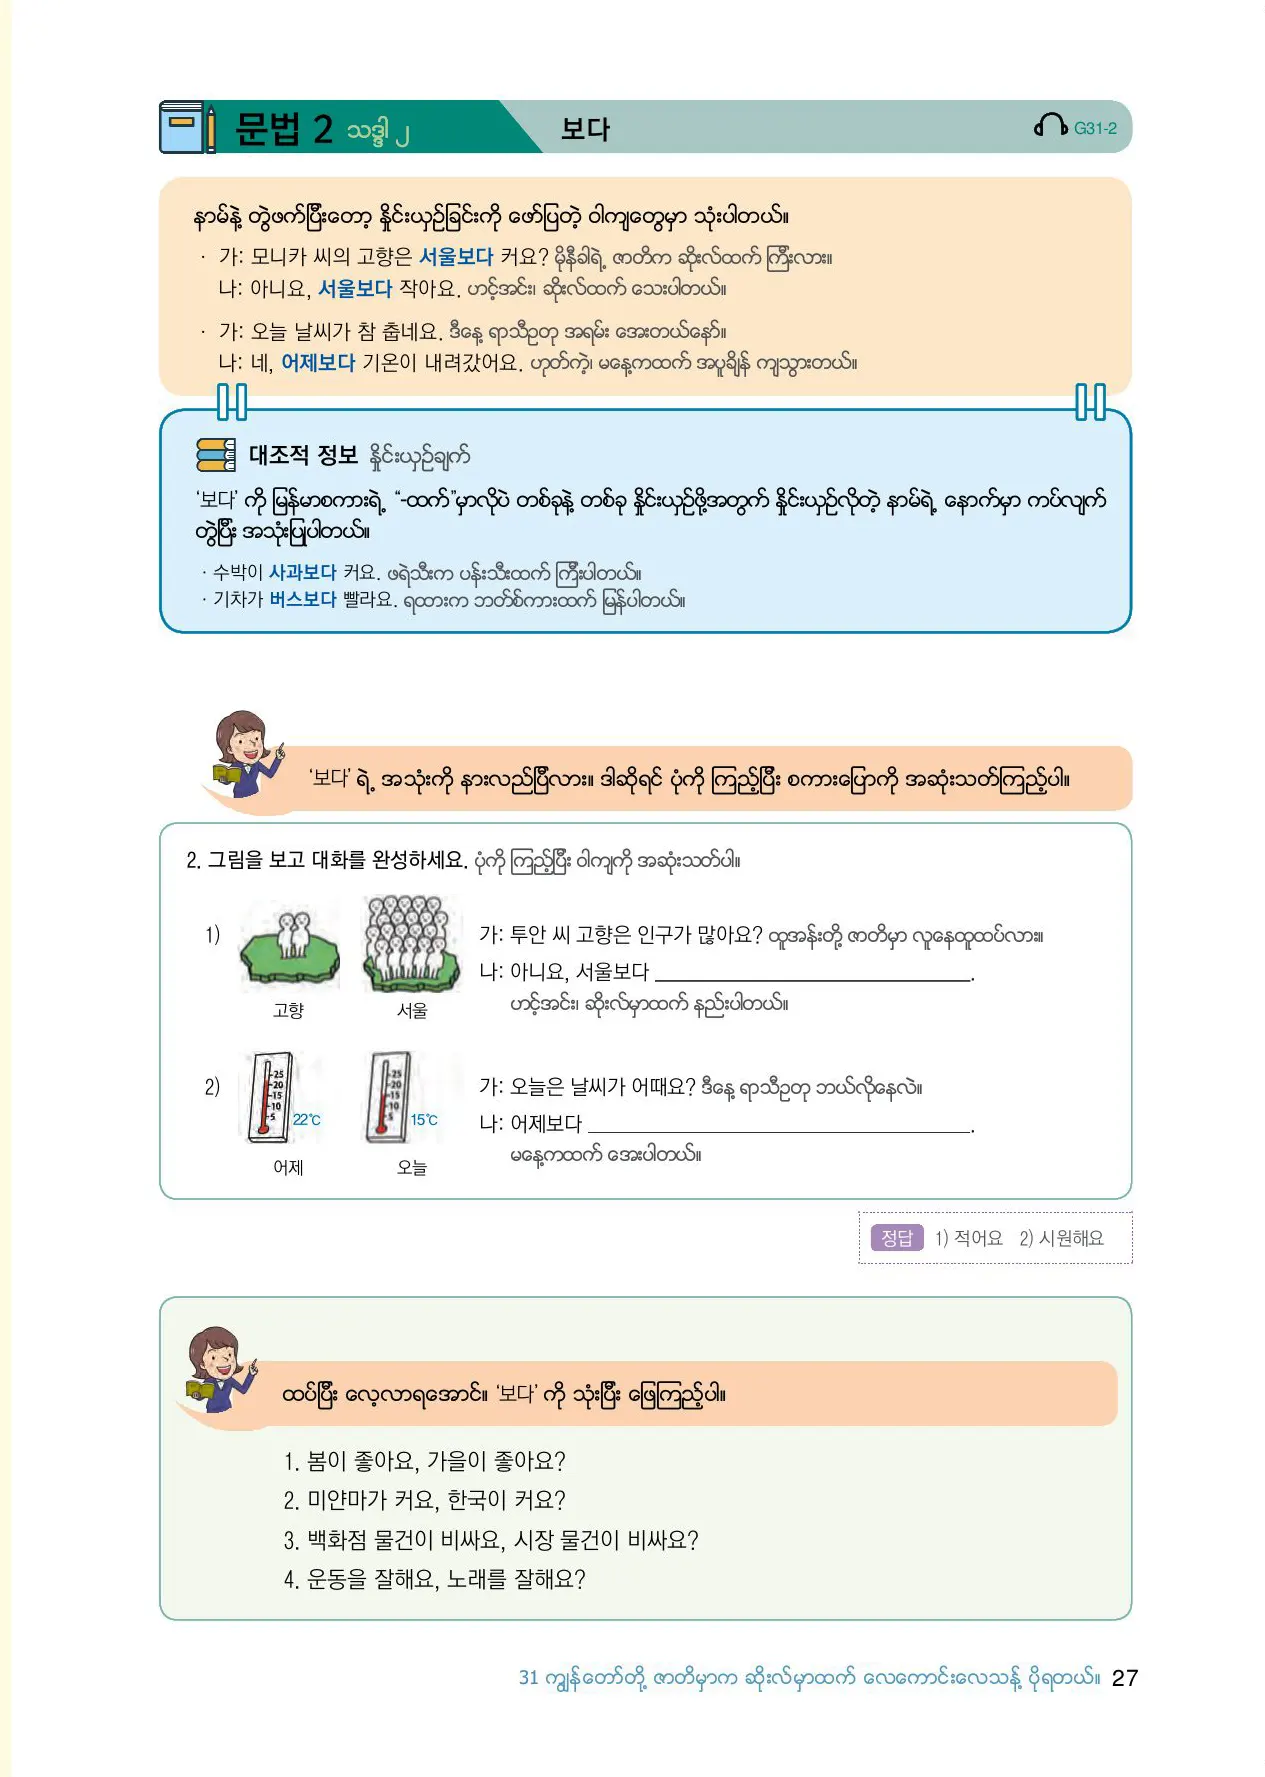 문법 2 သဒ္ဒါ ၂ 보다 G31-2
နာမ်နဲ့ တွဲဖက်ပြီးတော့ နှိုင်းယှဉ်ခြင်းကို ဖော်ပြတဲ့ ဝါကျတွေမှာ သုံးပါတယ်။
· 가: 모니카 씨의 고향은 서울보다 커요? မိုနီခါရဲ့ ဇာတိက ဆိုးလ်ထက် ကြီးလား။
나: 아니요, 서울보다 작아요. ဟင့်အင်း၊ ဆိုးလ်ထက် သေးပါတယ်။
· 가: 오늘 날씨가 참 춥네요. ဒီနေ့ ရာသီဥတု အရမ်း အေးတယ်နော်။
나: 네, 어제보다 기온이 내려갔어요. ဟုတ်ကဲ့၊ မနေ့ကထက် အပူချိန် ကျသွားတယ်။
대조적 정보 နှိုင်းယှဉ်ချက်
‘보다’ ကို မြန်မာစကားရဲ့ “-ထက်”မှာလိုပဲ တစ်ခုနဲ့ တစ်ခု နှိုင်းယှဉ်ဖို့အတွက် နှိုင်းယှဉ်လိုတဲ့ နာမ်ရဲ့ နောက်မှာ ကပ်လျက်
တွဲပြီး အသုံးပြုပါတယ်။
· 수박이 사과보다 커요. ဖရဲသီးက ပန်းသီးထက် ကြီးပါတယ်။
· 기차가 버스보다 빨라요. ရထားက ဘတ်စ်ကားထက် မြန်ပါတယ်။
‘보다’ ရဲ့ အသုံးကို နားလည်ပြီလား။ ဒါဆိုရင် ပုံကို ကြည့်ပြီး စကားပြောကို အဆုံးသတ်ကြည့်ပါ။
2. 그림을 보고 대화를 완성하세요. ပုံကို ကြည့်ပြီး ဝါကျကို အဆုံးသတ်ပါ။
1)
고향 서울
가: 투안 씨 고향은 인구가 많아요? ထူအန်းတို့ ဇာတိမှာ လူနေထူထပ်လား။
나: 아니요, 서울보다 ______________________________.
ဟင့်အင်း၊ ဆိုးလ်မှာထက် နည်းပါတယ်။
2)
25 25
20 20
15 15
10 10
5 5
22℃ 15℃
어제 오늘
가: 오늘은 날씨가 어때요? ဒီနေ့ ရာသီဥတု ဘယ်လိုနေလဲ။
나: 어제보다 ____________________________________.
မနေ့ကထက် အေးပါတယ်။
정답 1) 적어요 2) 시원해요
ထပ်ပြီး လေ့လာရအောင်။ ‘보다’ ကို သုံးပြီး ဖြေကြည့်ပါ။
1. 봄이 좋아요, 가을이 좋아요?
2. 미얀마가 커요, 한국이 커요?
3. 백화점 물건이 비싸요, 시장 물건이 비싸요?
4. 운동을 잘해요, 노래를 잘해요?
31 ကျွန်တော်တို့ ဇာတိမှာက ဆိုးလ်မှာထက် လေကောင်းလေသန့် ပိုရတယ်။ 27